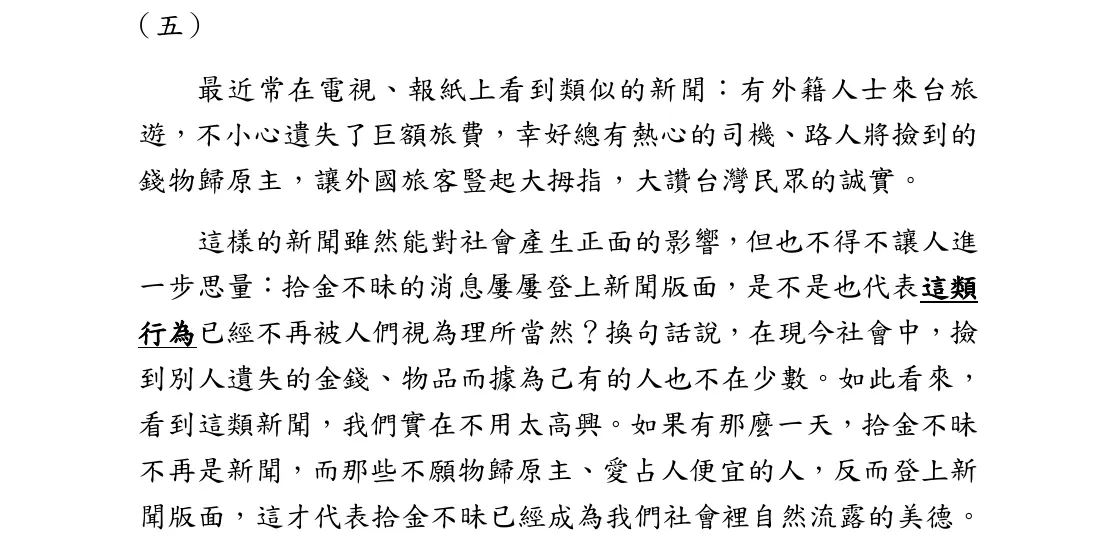 （五）
最近常在電視、報紙上看到類似的新聞：有外籍人士來台旅
遊，不小心遺失了巨額旅費，幸好總有熱心的司機、路人將撿到的
錢物歸原主，讓外國旅客豎起大拇指，大讚台灣民眾的誠實。
這樣的新聞雖然能對社會產生正面的影響，但也不得不讓人進
一步思量：拾金不昧的消息屢屢登上新聞版面，是不是也代表這類
行為已經不再被人們視為理所當然？換句話說，在現今社會中，撿
到別人遺失的金錢、物品而據為己有的人也不在少數。如此看來，
看到這類新聞，我們實在不用太高興。如果有那麼一天，拾金不昧
不再是新聞，而那些不願物歸原主、愛占人便宜的人，反而登上新
聞版面，這才代表拾金不昧已經成為我們社會裡自然流露的美德。